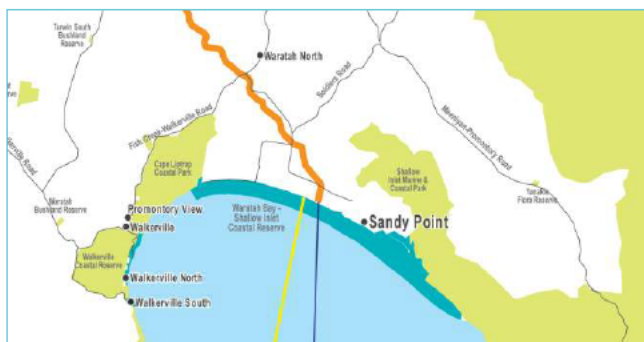 Tarwin South
Bushland
Reserve
Waratah North
Soldiers Road
Fish Creek-Walkerville Road
Meeniyan-Promontory Road
Cape Liptrap
Coastal Park
Shallow
Inlet Marine &
Coastal Park
Waratah Bay -
Shallow Inlet
Coastal Reserve
Sandy Point
Yanakie
Flora Reserve
Bushland Reserve
Promontory View
Walkerville
Walkerville
Coastal Reserve
Walkerville North
Walkerville South